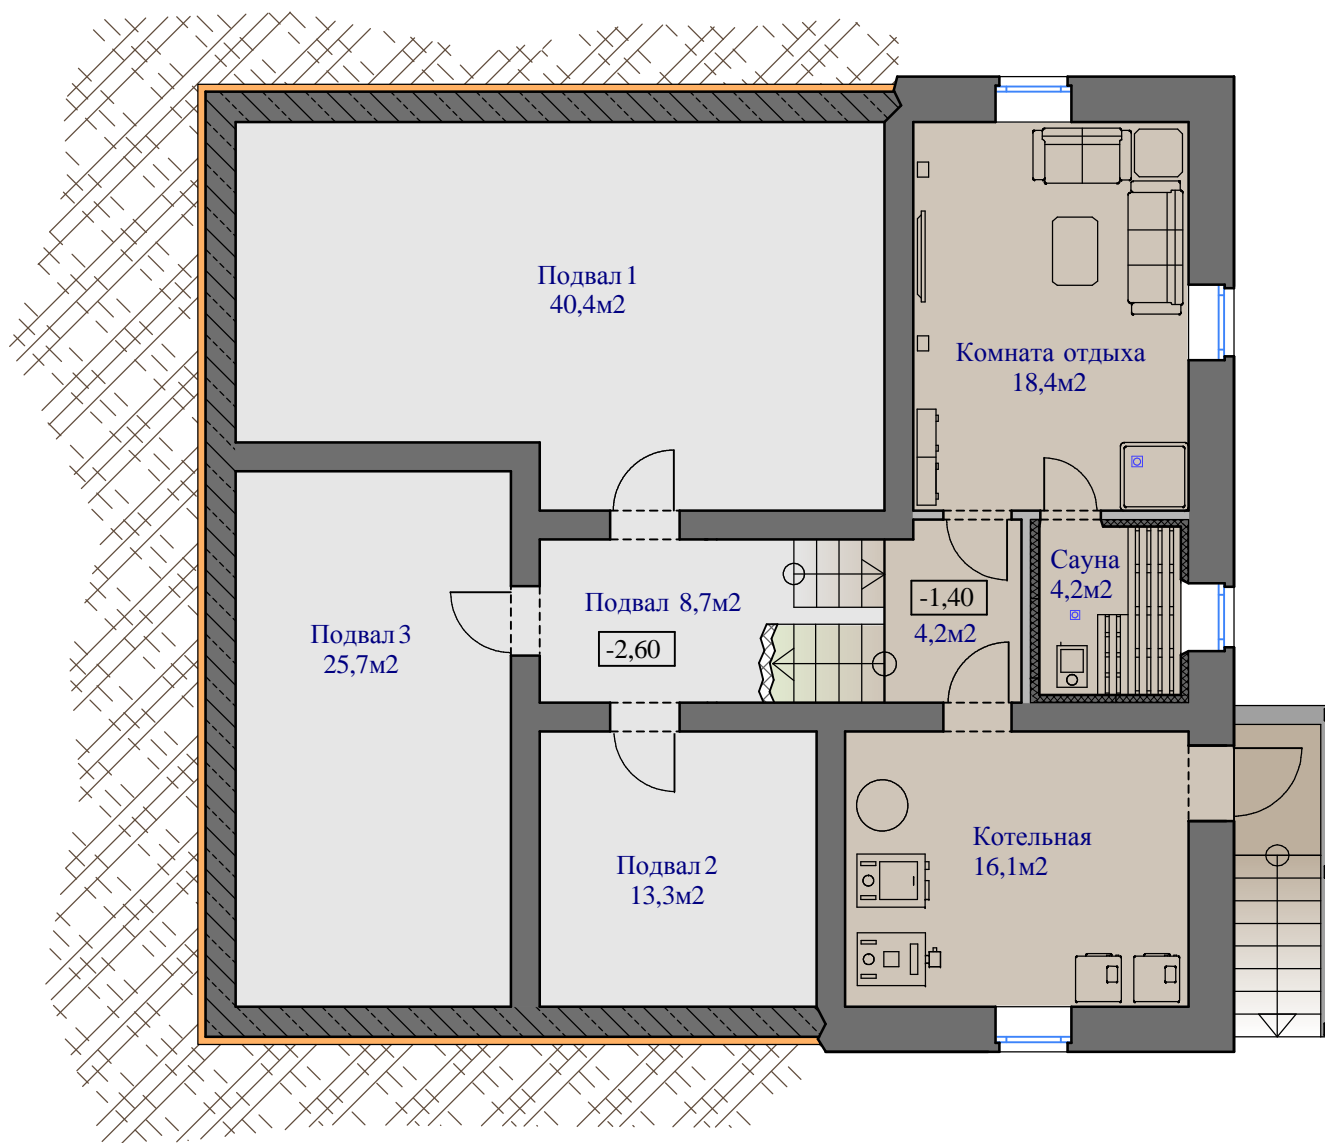 Подвал 1
40,4м2
Комната отдыха
18,4м2
Сауна
4,2м2
-1,40
4,2м2
Подвал 8,7м2
-2,60
Подвал 3
25,7м2
Подвал 2
13,3м2
Котельная
16,1м2